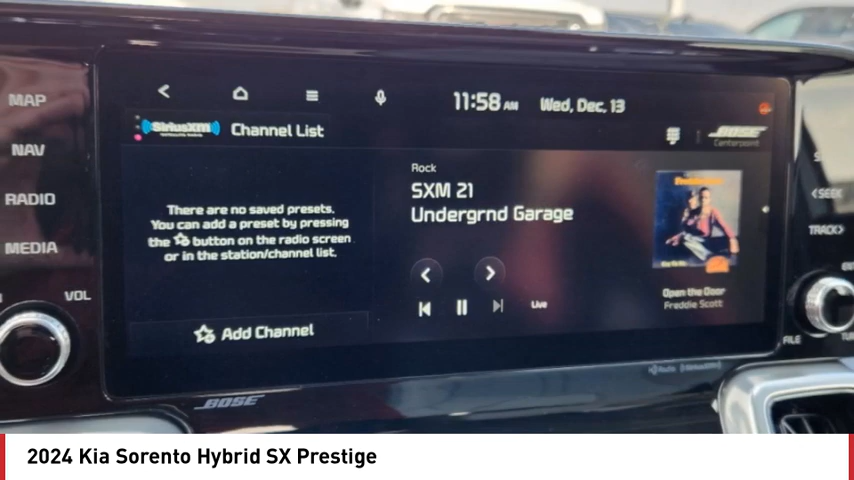 MAP
NAV
RADIO
MEDIA
VOL
11:58 AM Wed, Dec, 13
SiriusXM Channel List
BOSE
Centerpoint
There are no saved presets.
You can add a preset by pressing
the button on the radio screen
or in the station/channel list.
Add Channel
Rock
SXM 21
Undergrnd Garage
Live
Open the Door
Freddie Scott
<SEEK
TRACK>
FILE
BOSE
2024 Kia Sorento Hybrid SX Prestige